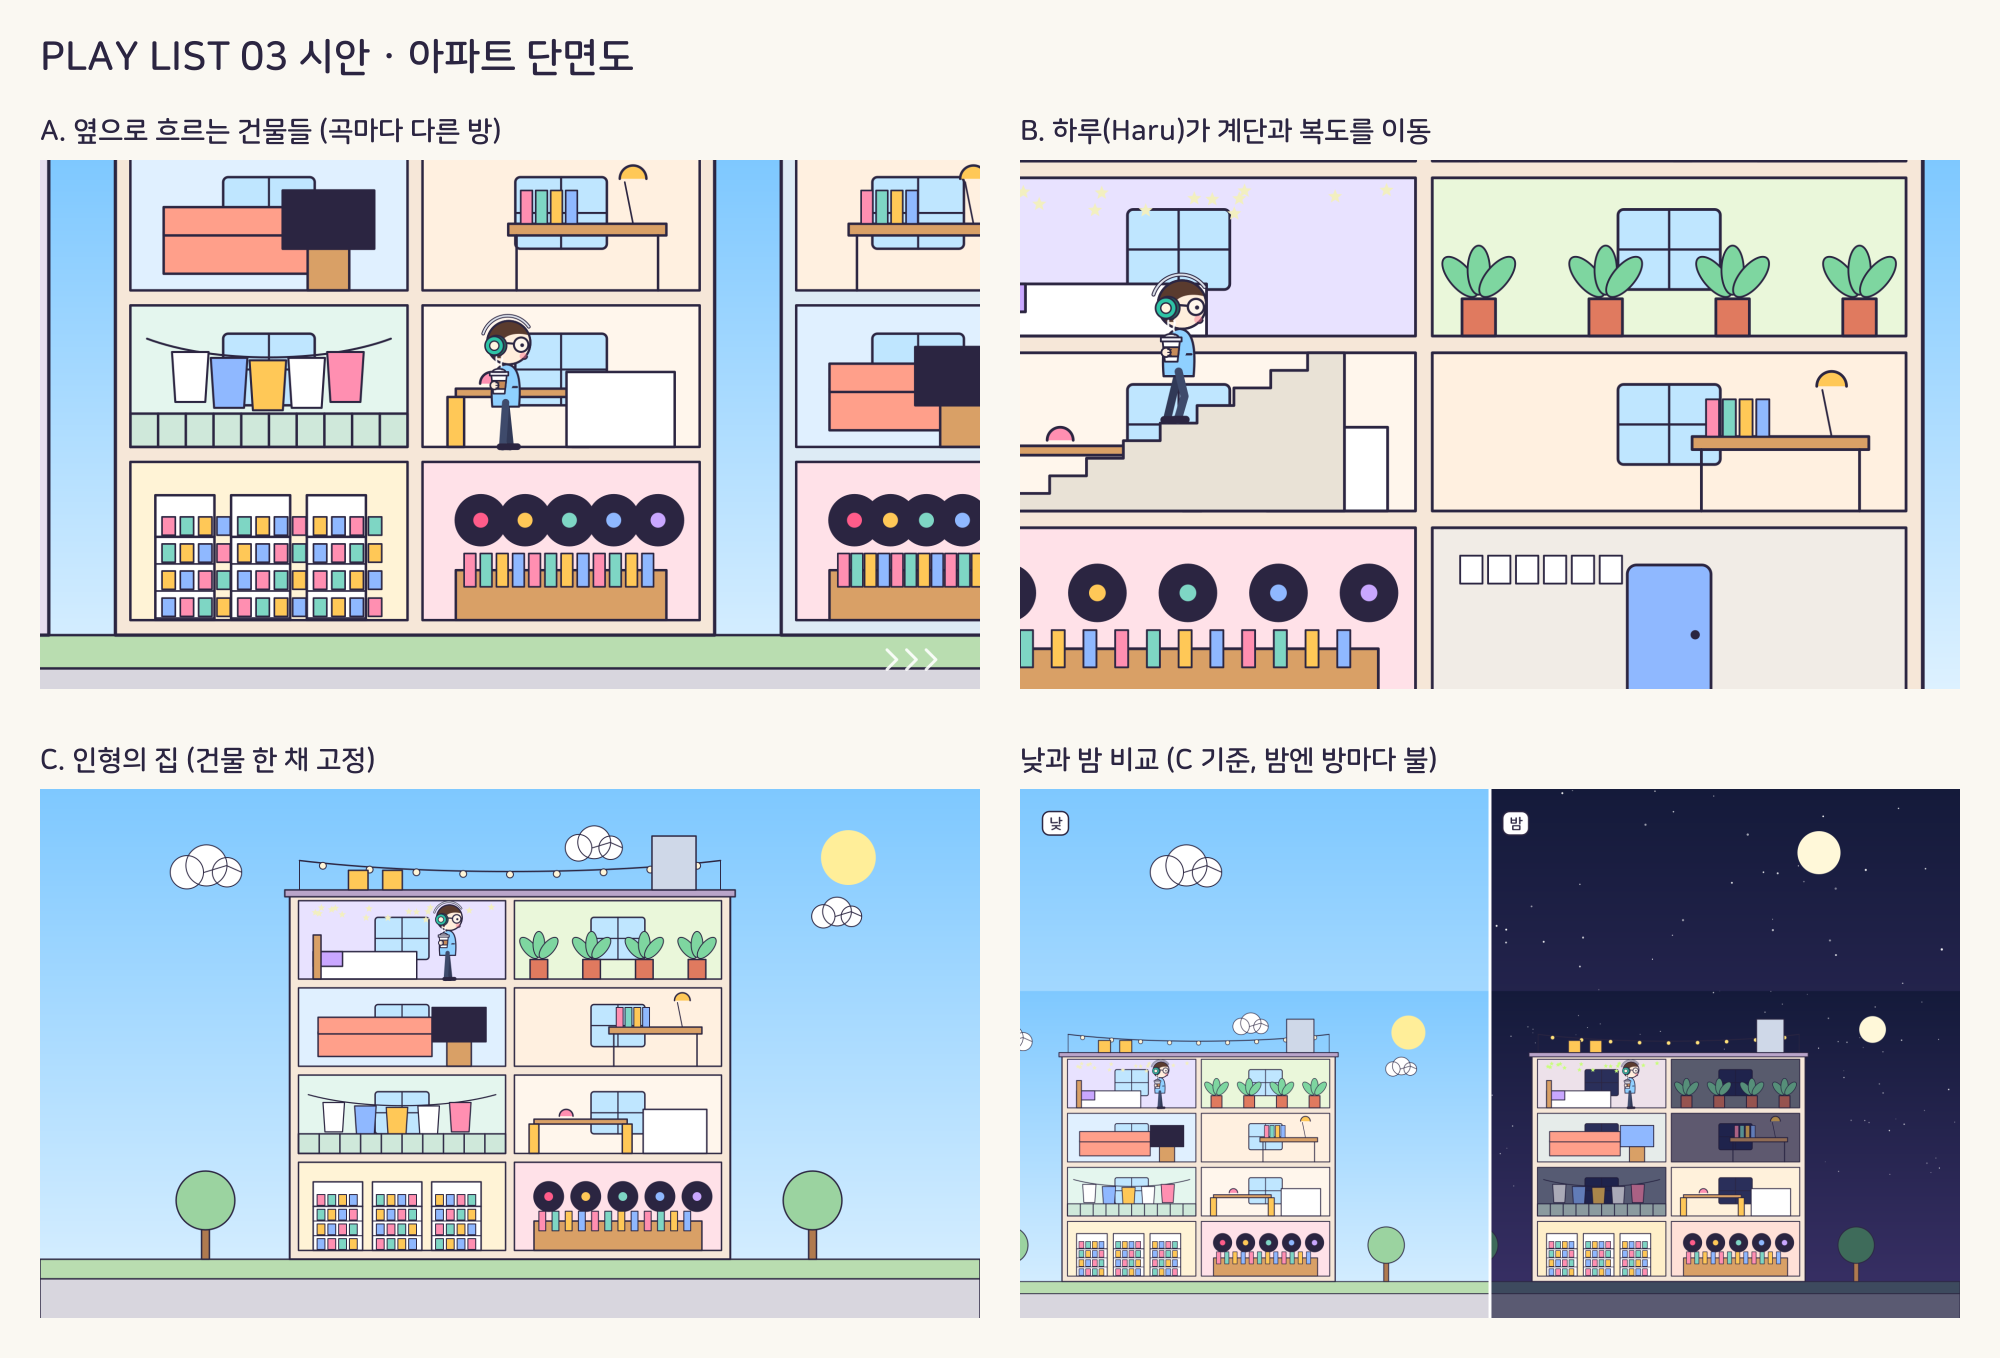 PLAY LIST 03 시안 · 아파트 단면도
A. 옆으로 흐르는 건물들 (곡마다 다른 방)
B. 하루(Haru)가 계단과 복도를 이동
C. 인형의 집 (건물 한 채 고정)
낮과 밤 비교 (C 기준, 밤엔 방마다 불)
낮
밤